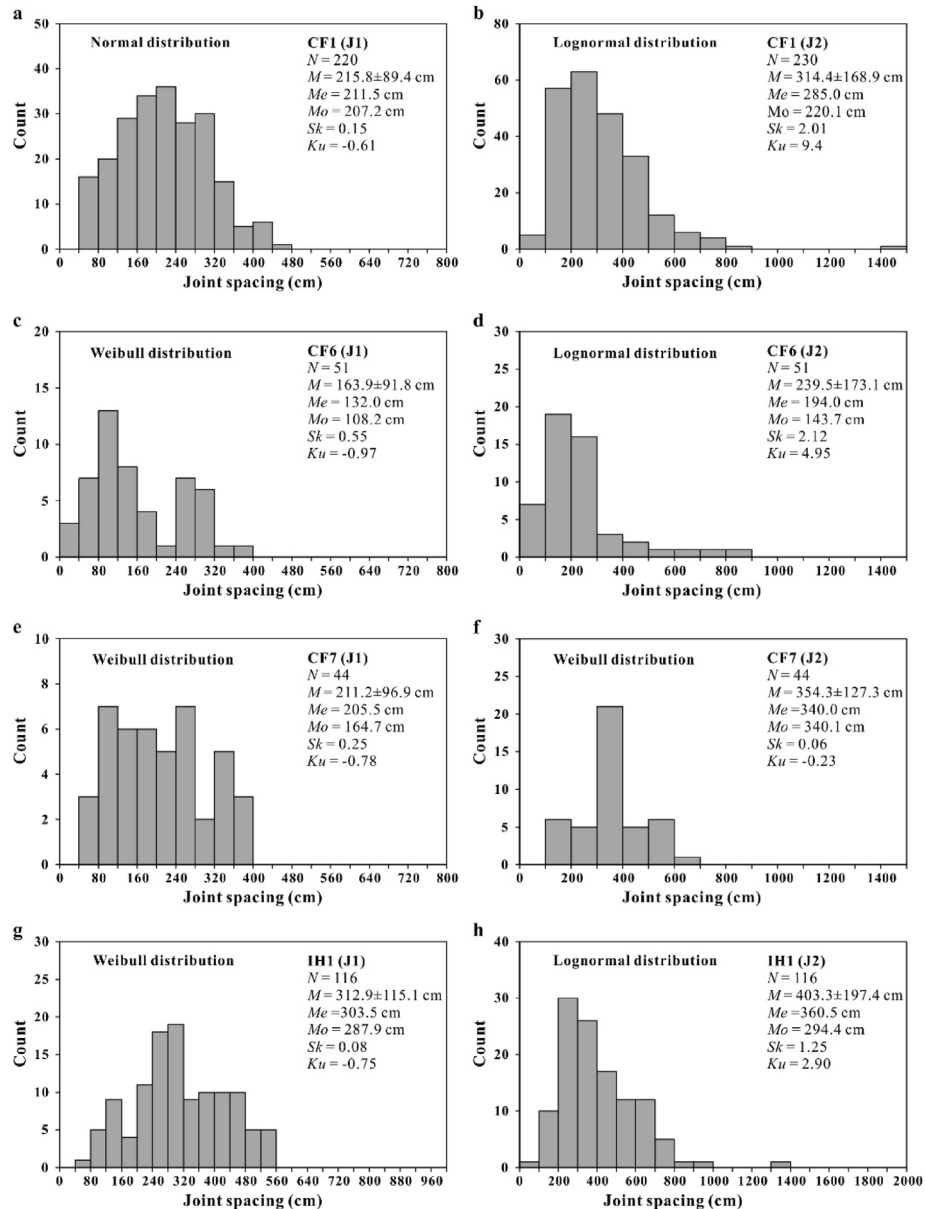 a
Normal distribution
CF1 (J1)
N = 220
M = 215.8±89.4 cm
Me = 211.5 cm
Mo = 207.2 cm
Sk = 0.15
Ku = -0.61
50
40
30
20
10
0
Count
0 80 160 240 320 400 480 560 640 720 800
Joint spacing (cm)
b
Lognormal distribution
CF1 (J2)
N = 230
M = 314.4±168.9 cm
Me = 285.0 cm
Mo = 220.1 cm
Sk = 2.01
Ku = 9.4
80
60
40
20
0
Count
200 400 600 800 1000 1200 1400
Joint spacing (cm)
c
Weibull distribution
CF6 (J1)
N = 51
M = 163.9±91.8 cm
Me = 132.0 cm
Mo = 108.2 cm
Sk = 0.55
Ku = -0.97
20
15
10
5
0
Count
0 80 160 240 320 400 480 560 640 720 800
Joint spacing (cm)
d
Lognormal distribution
CF6 (J2)
N = 51
M = 239.5±173.1 cm
Me = 194.0 cm
Mo = 143.7 cm
Sk = 2.12
Ku = 4.95
30
25
20
15
10
5
0
Count
0 200 400 600 800 1000 1200 1400
Joint spacing (cm)
e
Weibull distribution
CF7 (J1)
N = 44
M = 211.2±96.9 cm
Me = 205.5 cm
Mo = 164.7 cm
Sk = 0.25
Ku = -0.78
10
8
6
4
2
0
Count
0 80 160 240 320 400 480 560 640 720 800
Joint spacing (cm)
f
Weibull distribution
CF7 (J2)
N = 44
M = 354.3±127.3 cm
Me = 340.0 cm
Mo = 340.1 cm
Sk = 0.06
Ku = -0.23
30
25
20
15
10
5
0
Count
0 200 400 600 800 1000 1200 1400
Joint spacing (cm)
g
Weibull distribution
IH1 (J1)
N = 116
M = 312.9±115.1 cm
Me = 303.5 cm
Mo = 287.9 cm
Sk = 0.08
Ku = -0.75
30
25
20
15
10
5
0
Count
0 80 160 240 320 400 480 560 640 720 800 880 960
Joint spacing (cm)
h
Lognormal distribution
IH1 (J2)
N = 116
M = 403.3±197.4 cm
Me = 360.5 cm
Mo = 294.4 cm
Sk = 1.25
Ku = 2.90
40
30
20
10
0
Count
0 200 400 600 800 1000 1200 1400 1600 1800 2000
Joint spacing (cm)